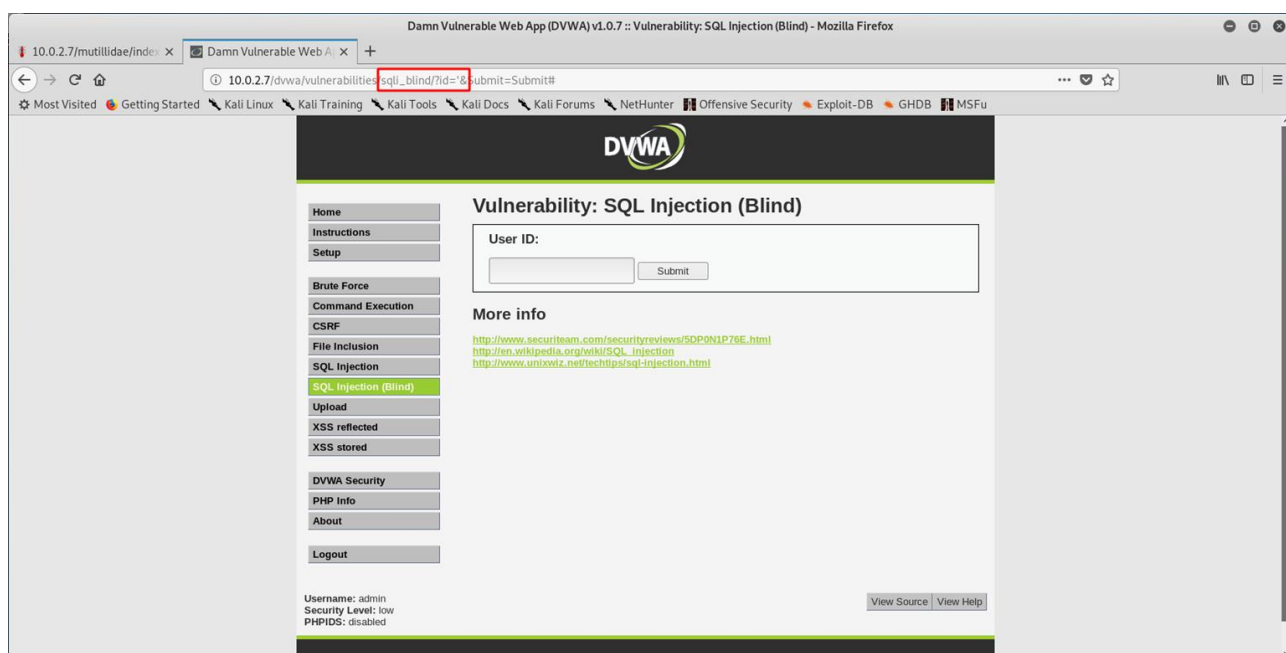 Damn Vulnerable Web App (DVWA) v1.0.7 :: Vulnerability: SQL Injection (Blind) - Mozilla Firefox
10.0.2.7/mutillidae/index
Damn Vulnerable Web A
10.0.2.7/dvwa/vulnerabilities/sqli_blind/?id='&Submit=Submit#
Most Visited Getting Started Kali Linux Kali Training Kali Tools Kali Docs Kali Forums NetHunter Offensive Security Exploit-DB GHDB MSFu
DVWA
Home
Instructions
Setup
Brute Force
Command Execution
CSRF
File Inclusion
SQL Injection
SQL Injection (Blind)
Upload
XSS reflected
XSS stored
DVWA Security
PHP Info
About
Logout
Vulnerability: SQL Injection (Blind)
User ID:
Submit
More info
http://www.securiteam.com/securityreviews/5DP0N1P76E.html
http://en.wikipedia.org/wiki/SQL_injection
http://www.unixwiz.net/techtips/sql-injection.html
Username: admin
Security Level: low
PHPIDS: disabled
View Source View Help